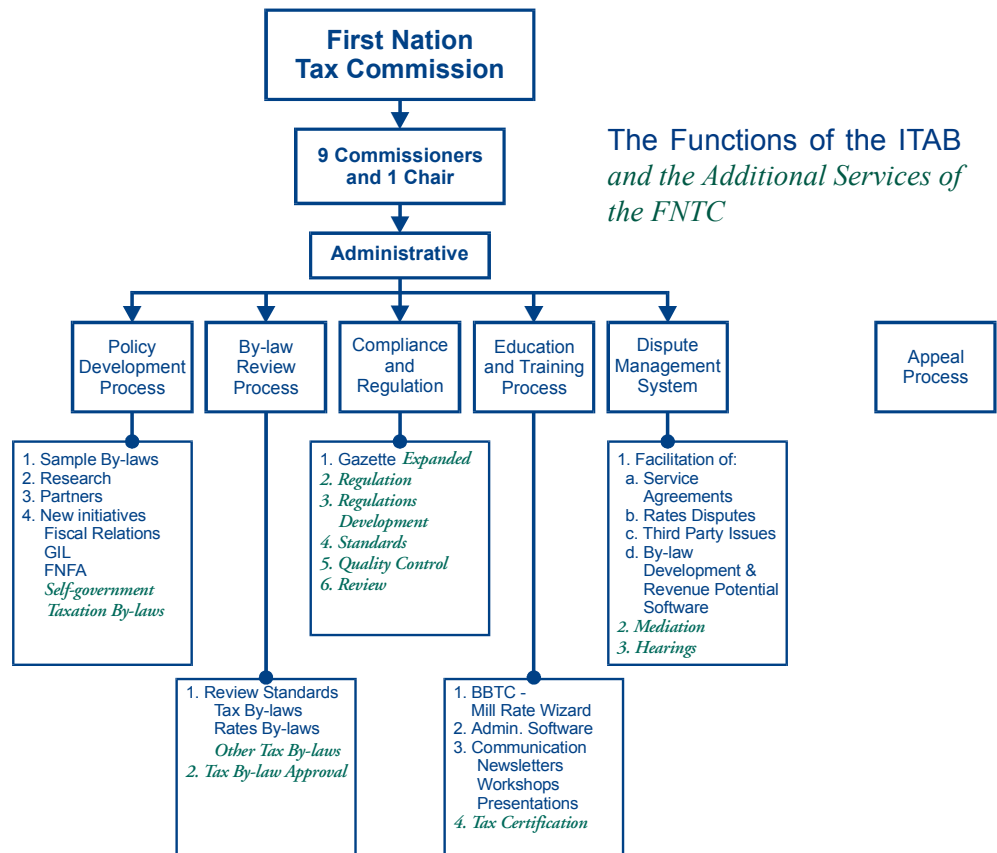 First Nation
Tax Commission
9 Commissioners
and 1 Chair
The Functions of the ITAB
and the Additional Services of
the FNTC
Administrative
Policy
Development
Process
By-law
Review
Process
Compliance
and
Regulation
Education
and Training
Process
Dispute
Management
System
Appeal
Process
1. Sample By-laws
2. Research
3. Partners
4. New initiatives
Fiscal Relations
GIL
FNFA
Self-government
Taxation By-laws
1. Gazette Expanded
2. Regulation
3. Regulations
Development
4. Standards
5. Quality Control
6. Review
1. Facilitation of:
a. Service
Agreements
b. Rates Disputes
c. Third Party Issues
d. By-law
Development &
Revenue Potential
Software
2. Mediation
3. Hearings
1. Review Standards
Tax By-laws
Rates By-laws
Other Tax By-laws
2. Tax By-law Approval
1. BBTC -
Mill Rate Wizard
2. Admin. Software
3. Communication
Newsletters
Workshops
Presentations
4. Tax Certification